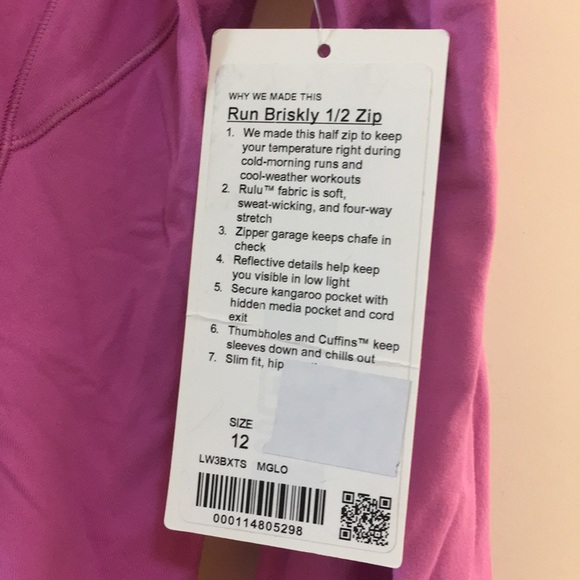 WHY WE MADE THIS
Run Briskly 1/2 Zip
1. We made this half zip to keep
your temperature right during
cold-morning runs and
cool-weather workouts
2. Rulu™ fabric is soft,
sweat-wicking, and four-way
stretch
3. Zipper garage keeps chafe in
check
4. Reflective details help keep
you visible in low light
5. Secure kangaroo pocket with
hidden media pocket and cord
exit
6. Thumbholes and Cuffins™ keep
sleeves down and chills out
7. Slim fit, hip
SIZE
12
LW3BXTS MGLO
000114805298